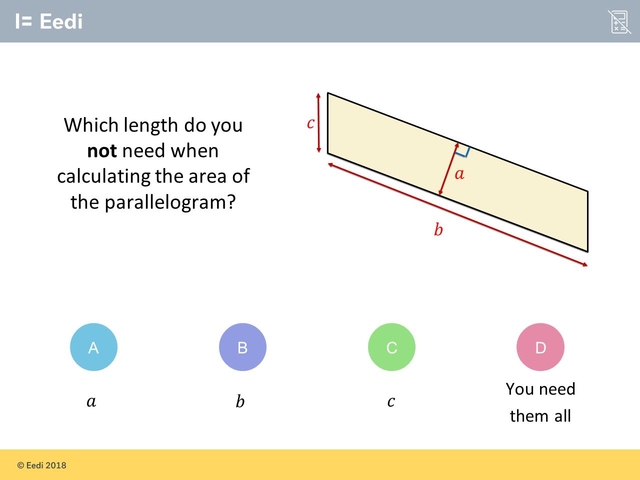 Eedi
Which length do you
not need when
calculating the area of
the parallelogram?
c
a
b
A
B
C
D
a
b
c
You need
them all
© Eedi 2018